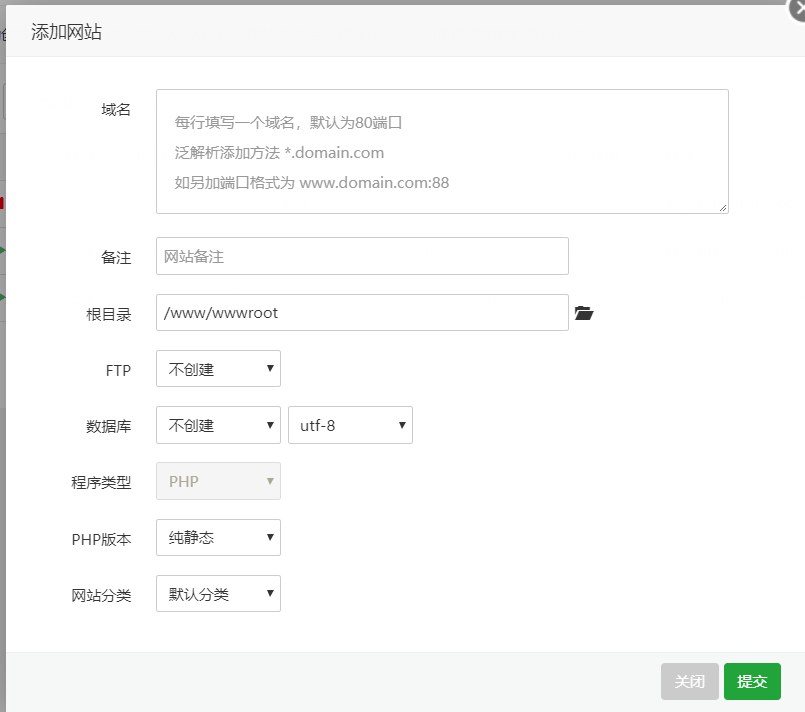 添加网站
域名
每行填写一个域名，默认为80端口
泛解析添加方法 *.domain.com
如另加端口格式为 www.domain.com:88
备注
网站备注
根目录
/www/wwwroot
FTP
不创建
数据库
不创建
utf-8
程序类型
PHP
PHP版本
纯静态
网站分类
默认分类
关闭
提交